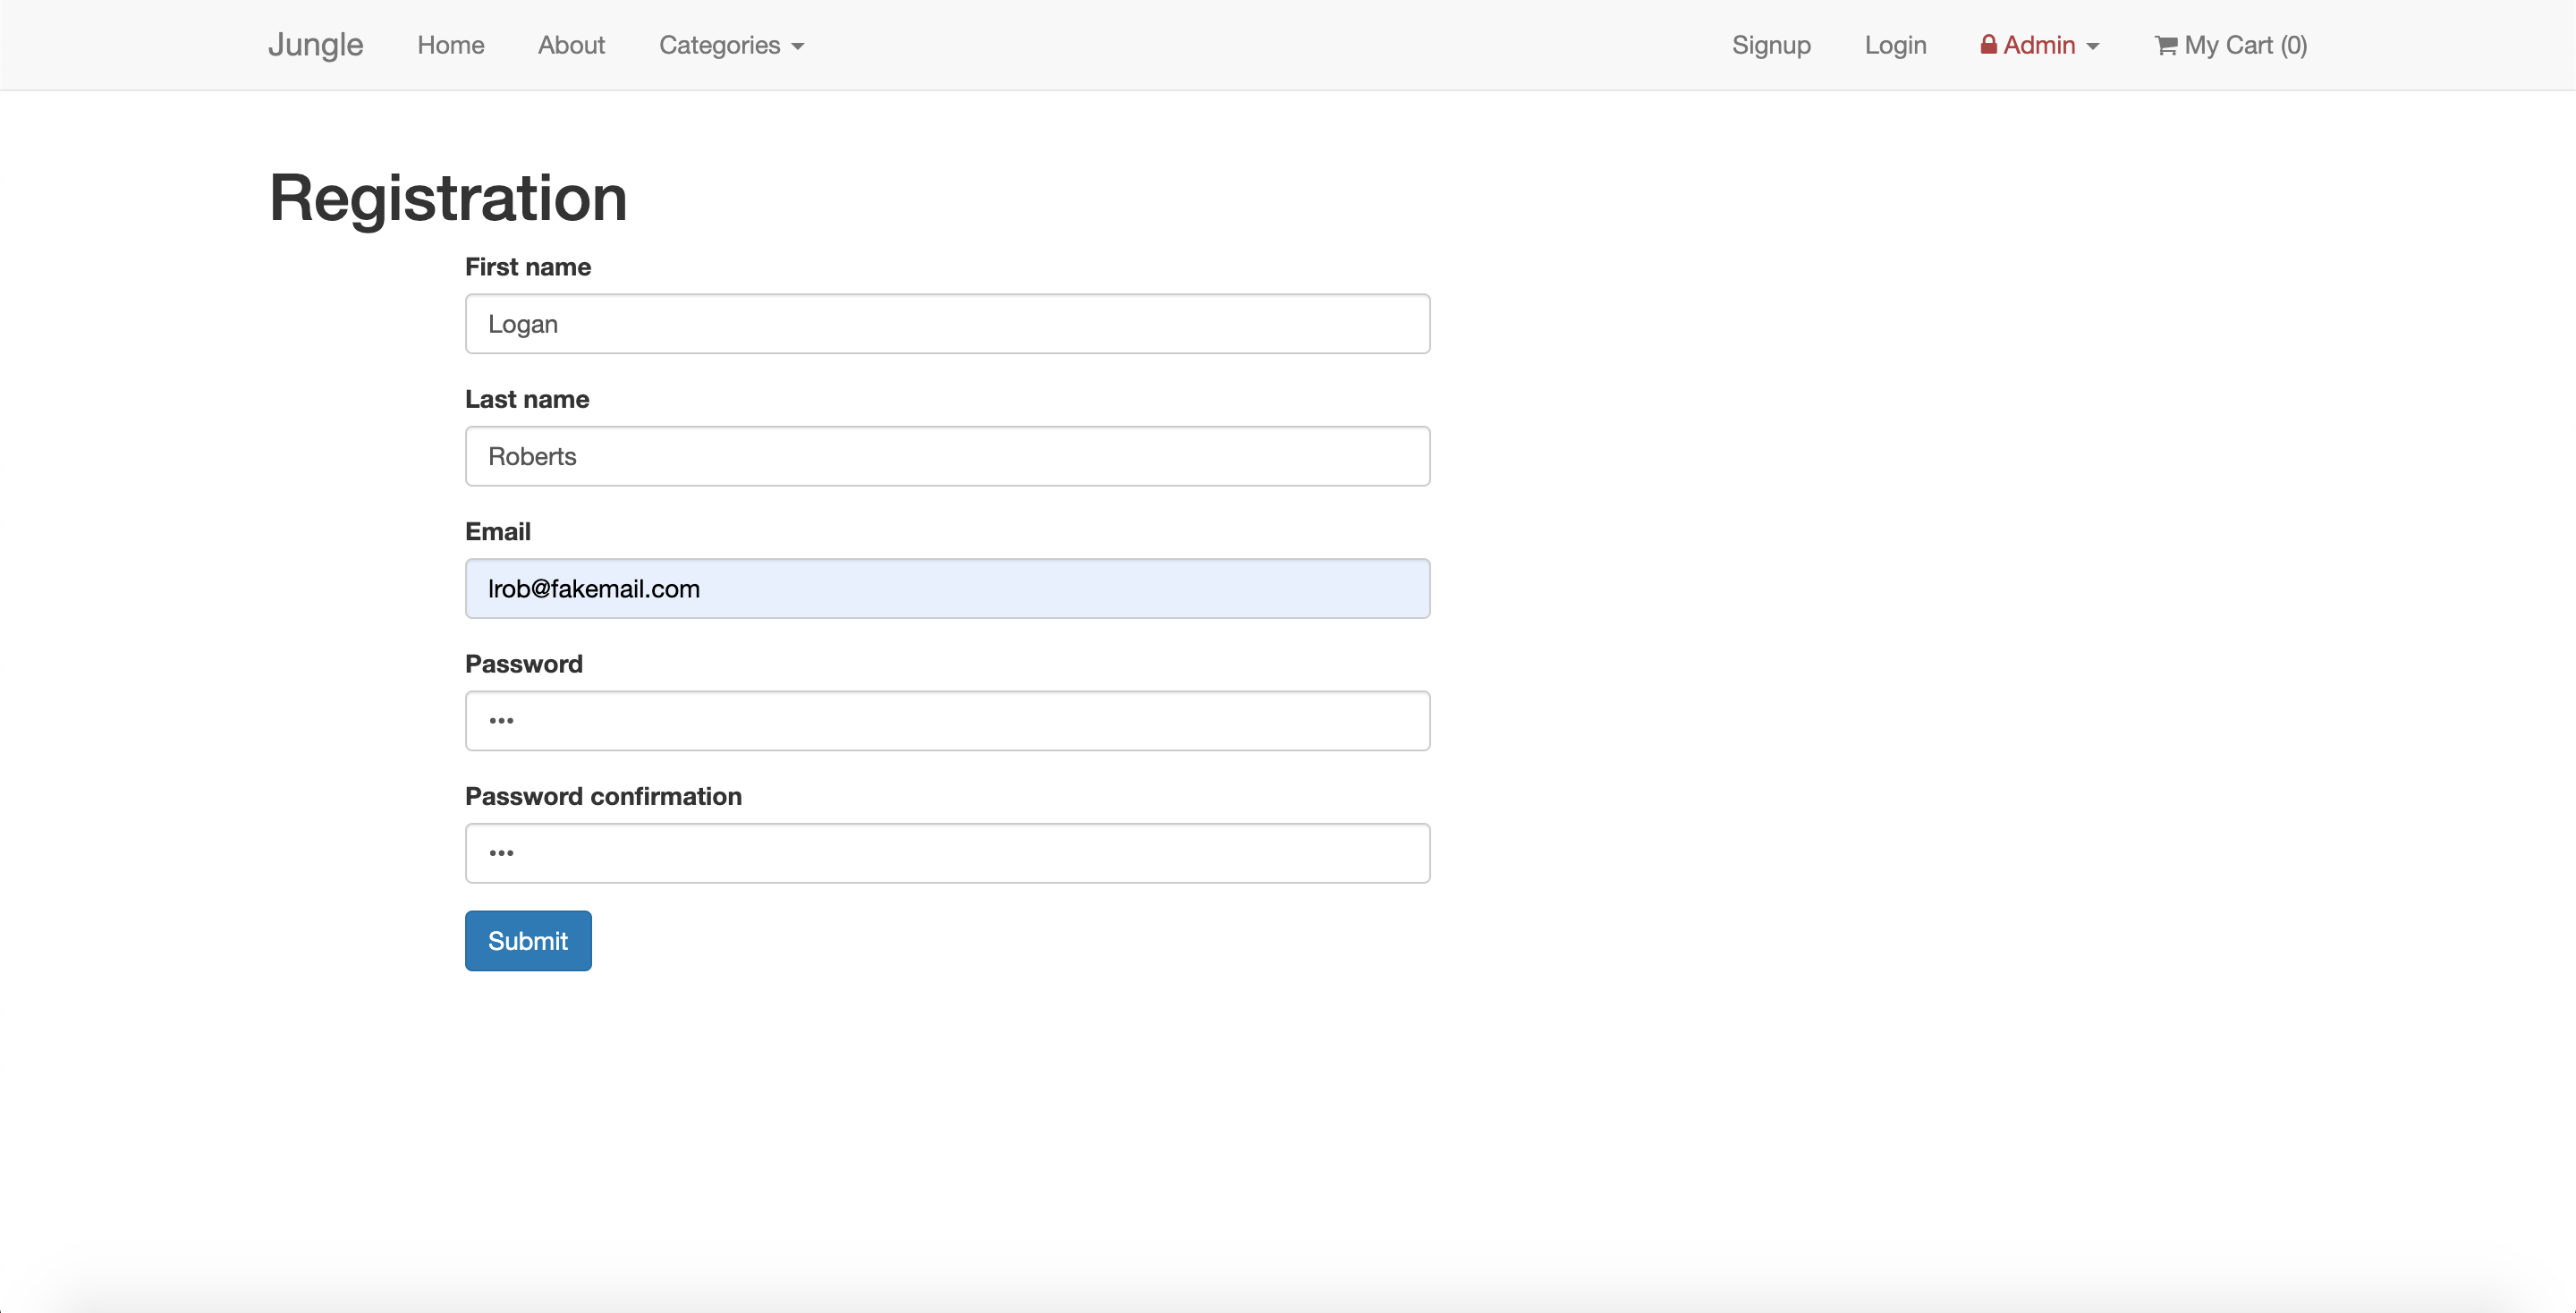 Jungle Home About Categories Signup Login Admin My Cart (0)
Registration
First name
Logan
Last name
Roberts
Email
lrob@fakemail.com
Password
•••
Password confirmation
•••
Submit